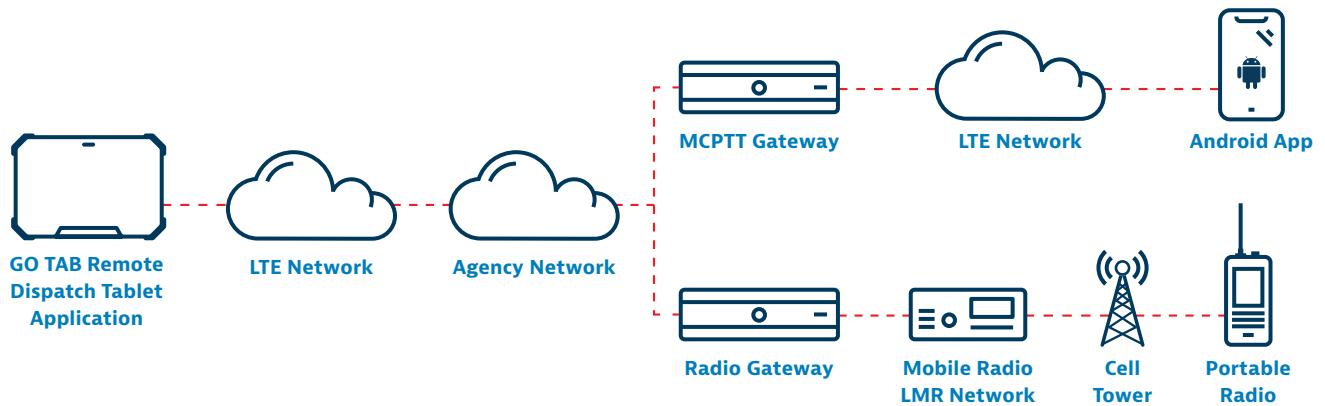 MCPTT Gateway
LTE Network
Android App
GO TAB Remote
Dispatch Tablet
Application
LTE Network
Agency Network
Radio Gateway
Mobile Radio
LMR Network
Cell
Tower
Portable
Radio